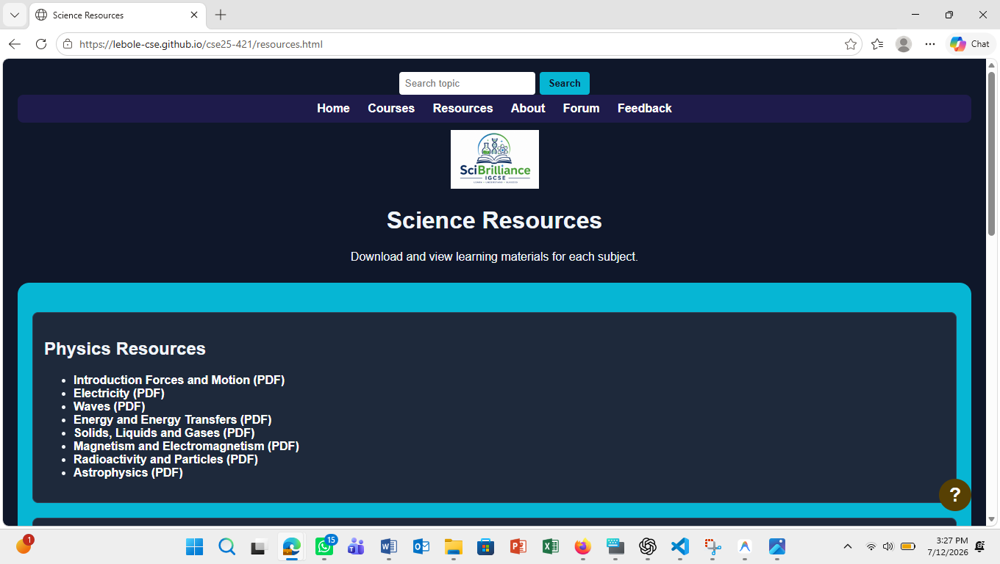 Science Resources
https://lebole-cse.github.io/cse25-421/resources.html
Chat
Search topic
Search
Home Courses Resources About Forum Feedback
SciBrilliance
IGCSE
LEARN • UNDERSTAND • SUCCEED
Science Resources
Download and view learning materials for each subject.
Physics Resources
• Introduction Forces and Motion (PDF)
• Electricity (PDF)
• Waves (PDF)
• Energy and Energy Transfers (PDF)
• Solids, Liquids and Gases (PDF)
• Magnetism and Electromagnetism (PDF)
• Radioactivity and Particles (PDF)
• Astrophysics (PDF)
?
1
15
3:27 PM
7/12/2026